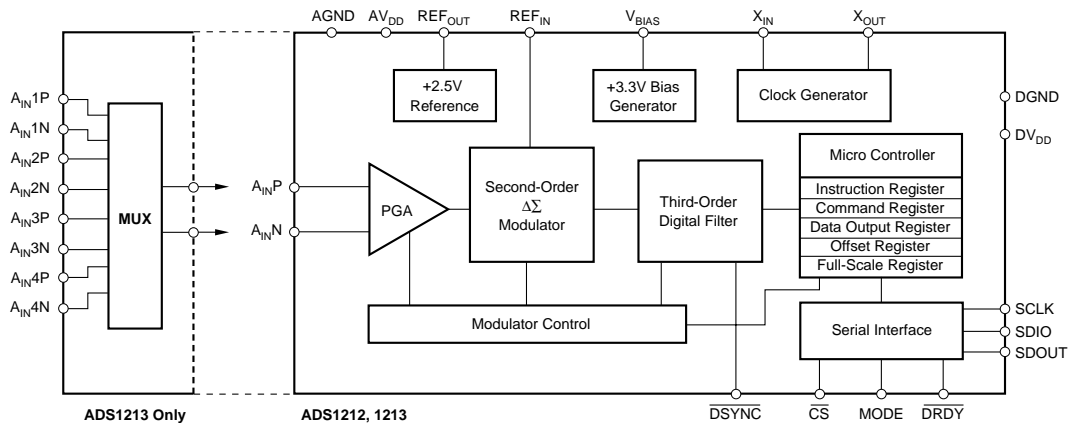 AGND AVDD REFOUT REFIN VBIAS XIN XOUT
+2.5V
Reference
+3.3V Bias
Generator
Clock Generator
DGND
DVDD
AIN1P
AIN1N
AIN2P
AIN2N
AIN3P
AIN3N
AIN4P
AIN4N
MUX
AINP
AINN
PGA
Second-Order
ΔΣ
Modulator
Third-Order
Digital Filter
Micro Controller
Instruction Register
Command Register
Data Output Register
Offset Register
Full-Scale Register
Modulator Control
Serial Interface
SCLK
SDIO
SDOUT
ADS1213 Only
ADS1212, 1213
DSYNC CS MODE DRDY